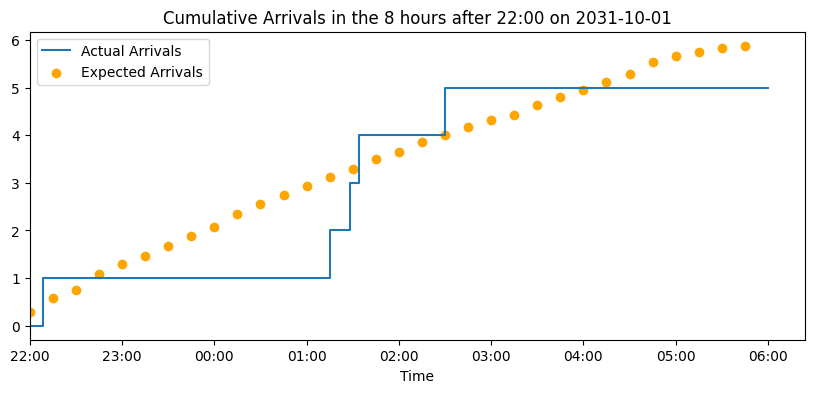 Cumulative Arrivals in the 8 hours after 22:00 on 2031-10-01
Actual Arrivals
Expected Arrivals
6
5
4
3
2
1
0
22:00 23:00 00:00 01:00 02:00 03:00 04:00 05:00 06:00
Time